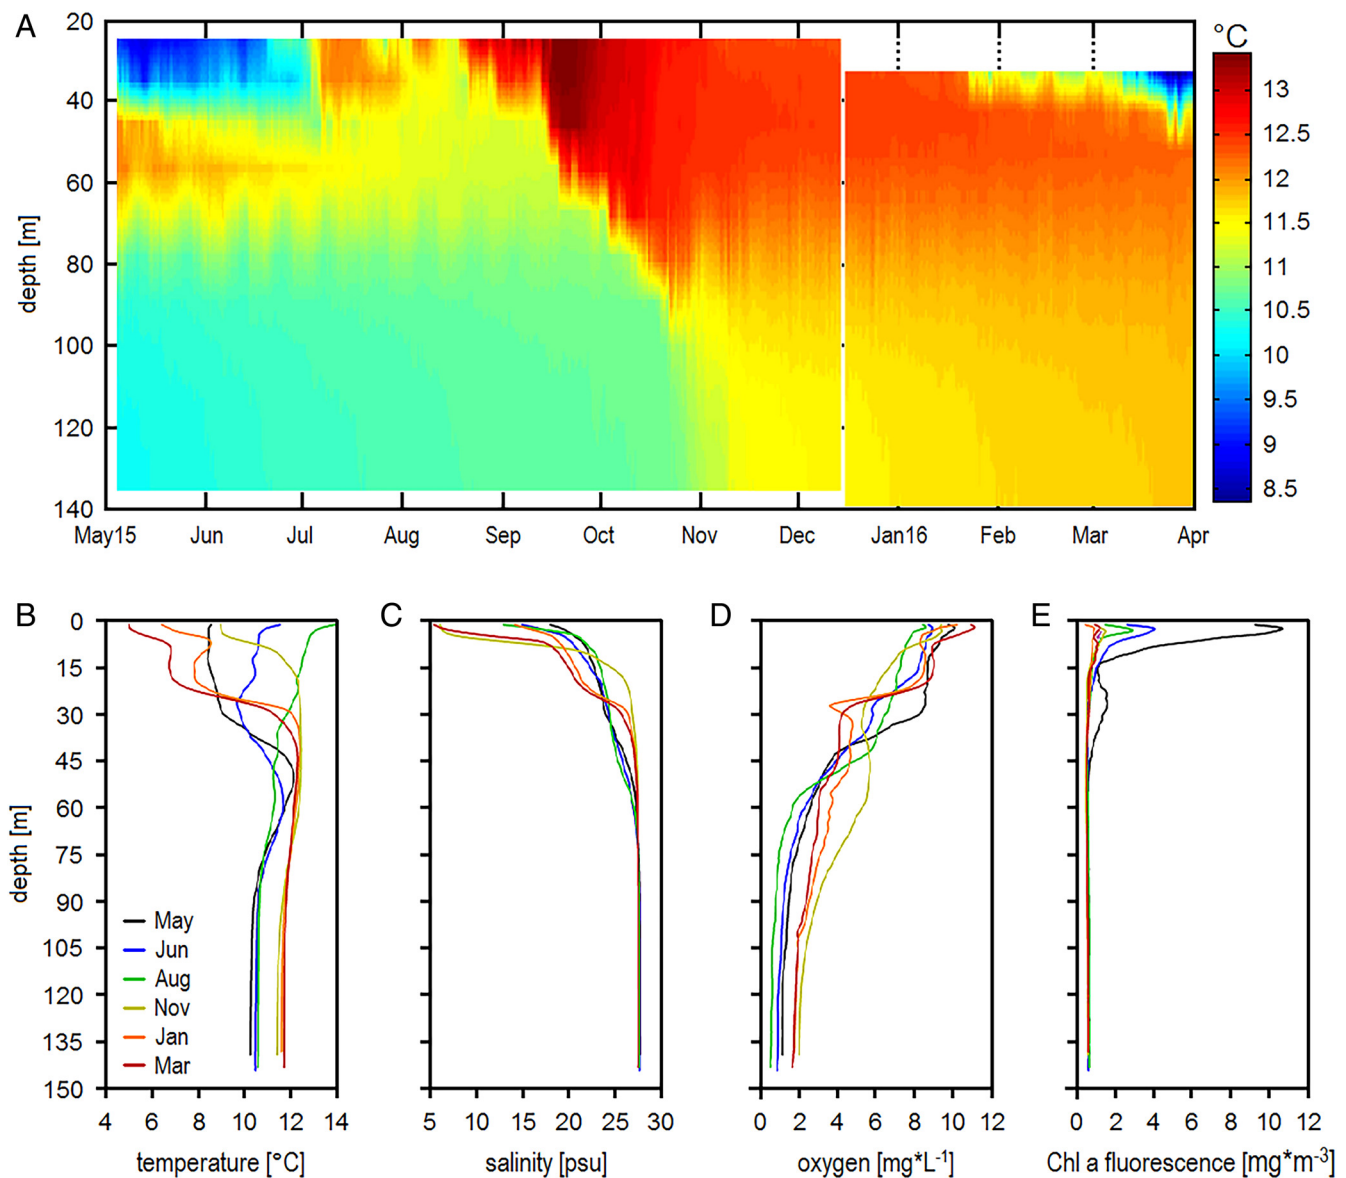 A
°C
20
40
60
80
100
120
140
depth [m]
13
12.5
12
11.5
11
10.5
10
9.5
9
8.5
May15 Jun Jul Aug Sep Oct Nov Dec Jan16 Feb Mar Apr
B
C
D
E
0
15
30
45
60
75
90
105
120
135
150
depth [m]
May
Jun
Aug
Nov
Jan
Mar
4 6 8 10 12 14
temperature [°C]
5 10 15 20 25 30
salinity [psu]
0 2 4 6 8 10 12
oxygen [mg*L⁻¹]
0 2 4 6 8 10 12
Chl a fluorescence [mg*m⁻³]